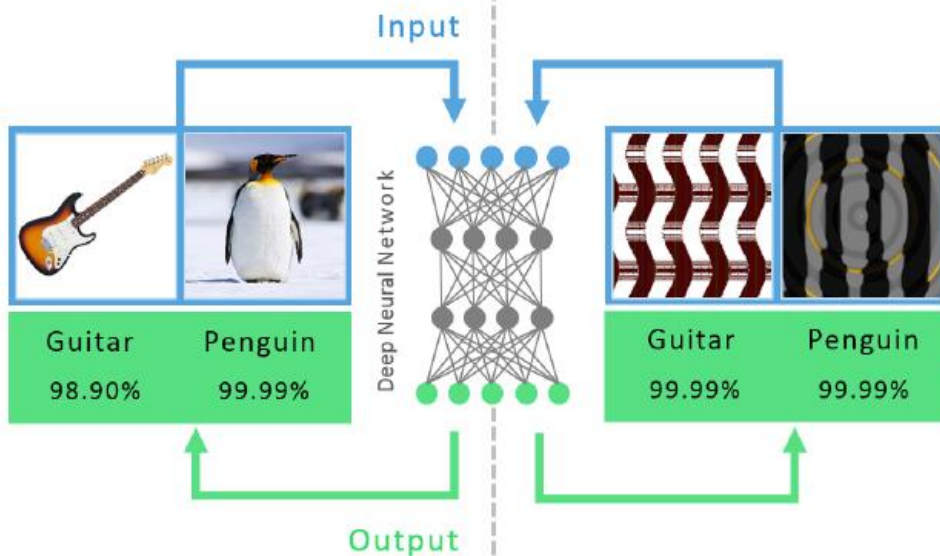 Input
Deep Neural Network
Guitar Penguin
98.90% 99.99%
Guitar Penguin
99.99% 99.99%
Output